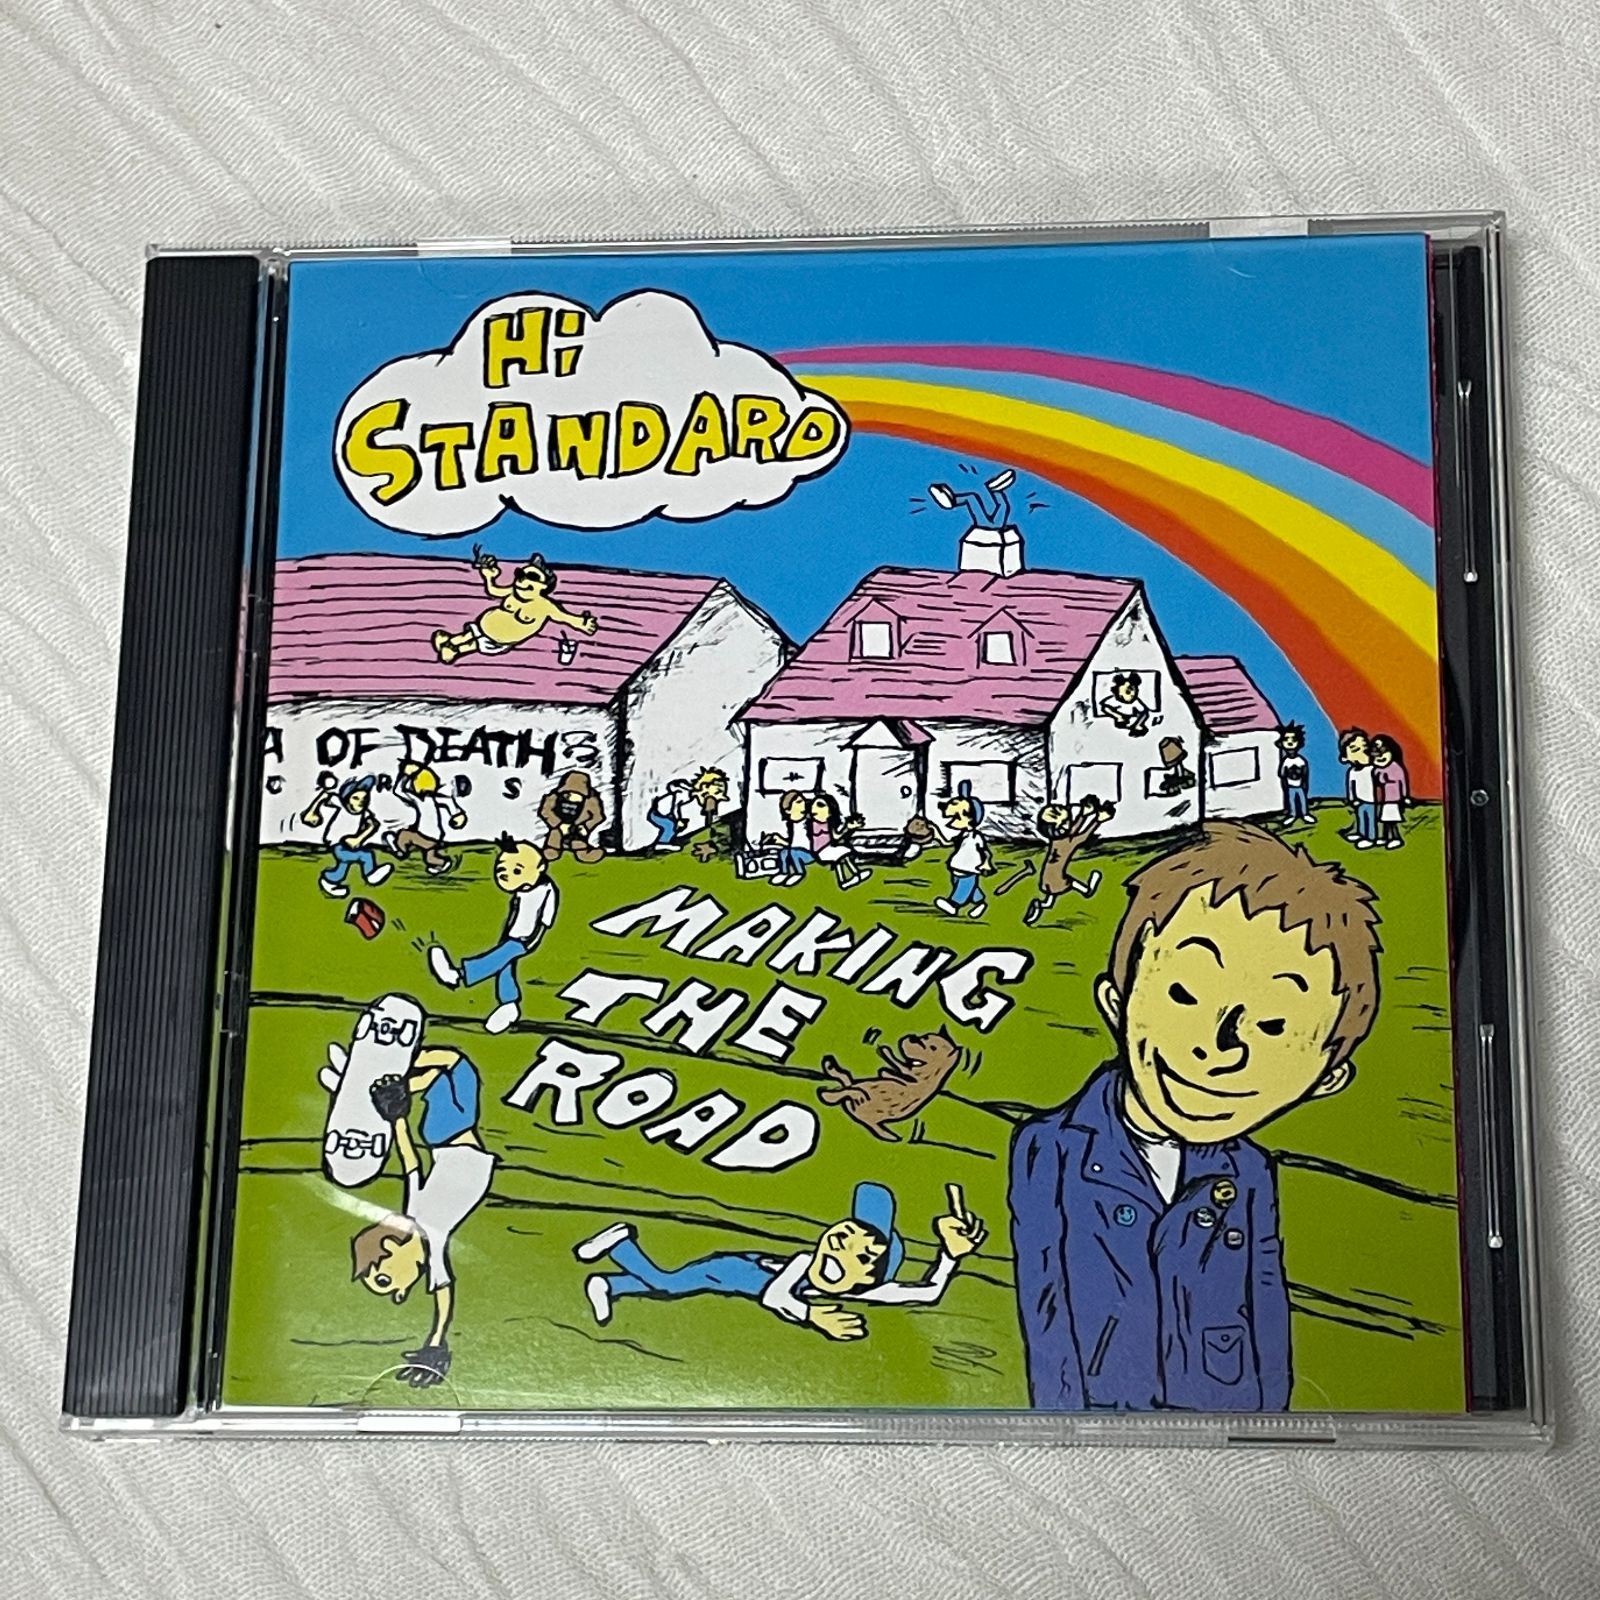 Hi
STANDARD
A OF DEATH
C O R D S
MAKING
THE
ROAD